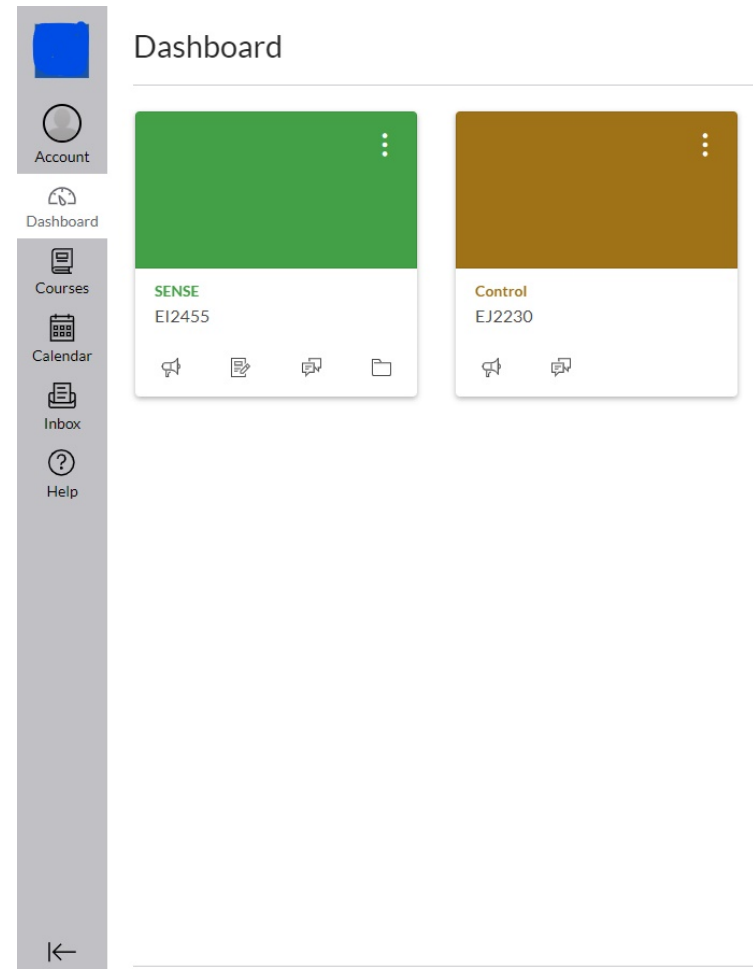 Dashboard
Account
Dashboard
Courses
Calendar
Inbox
Help
SENSE
EI2455
Control
EJ2230